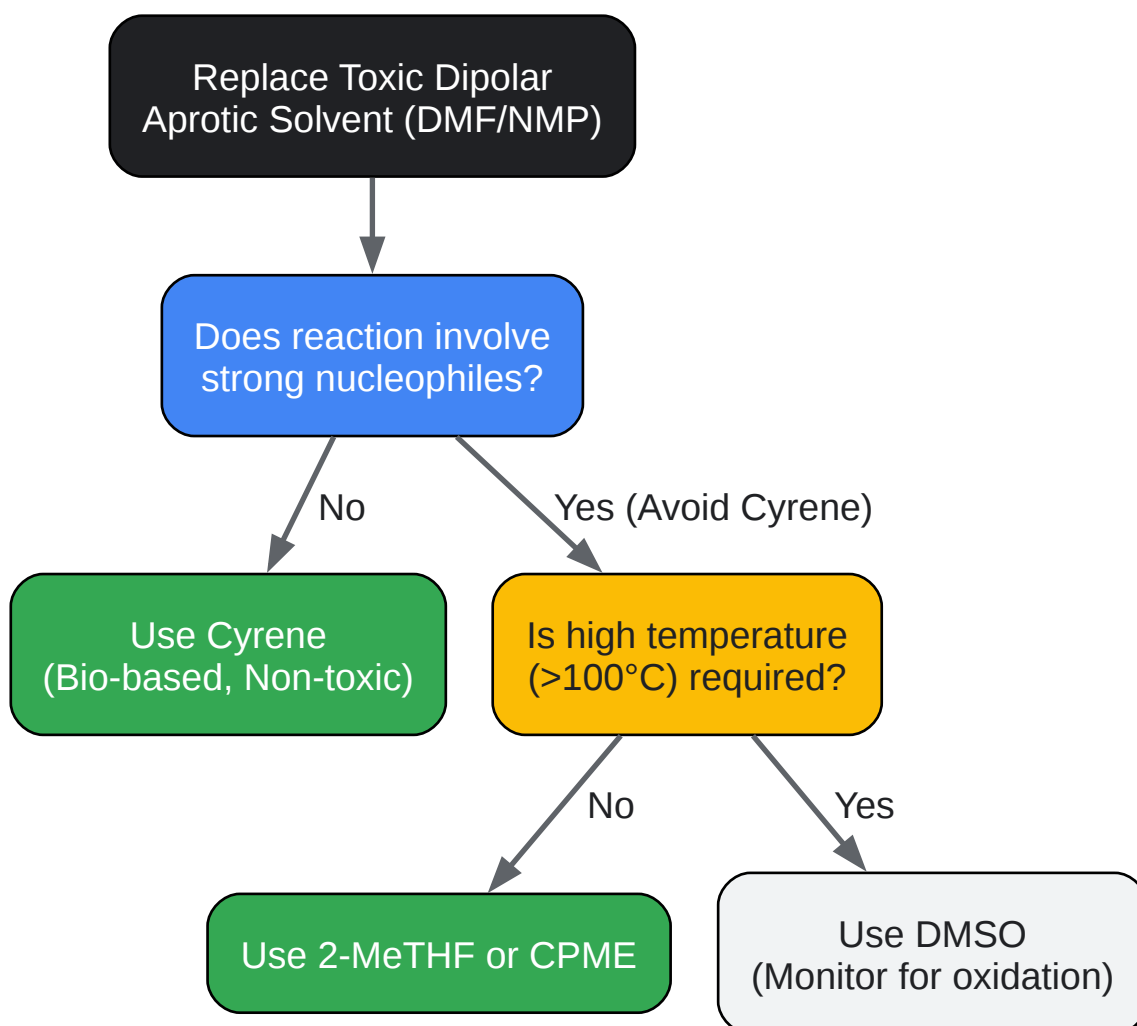 Replace Toxic Dipolar
Aprotic Solvent (DMF/NMP)
Does reaction involve
strong nucleophiles?
No
Yes (Avoid Cyrene)
Use Cyrene
(Bio-based, Non-toxic)
Is high temperature
(>100°C) required?
No
Yes
Use 2-MeTHF or CPME
Use DMSO
(Monitor for oxidation)